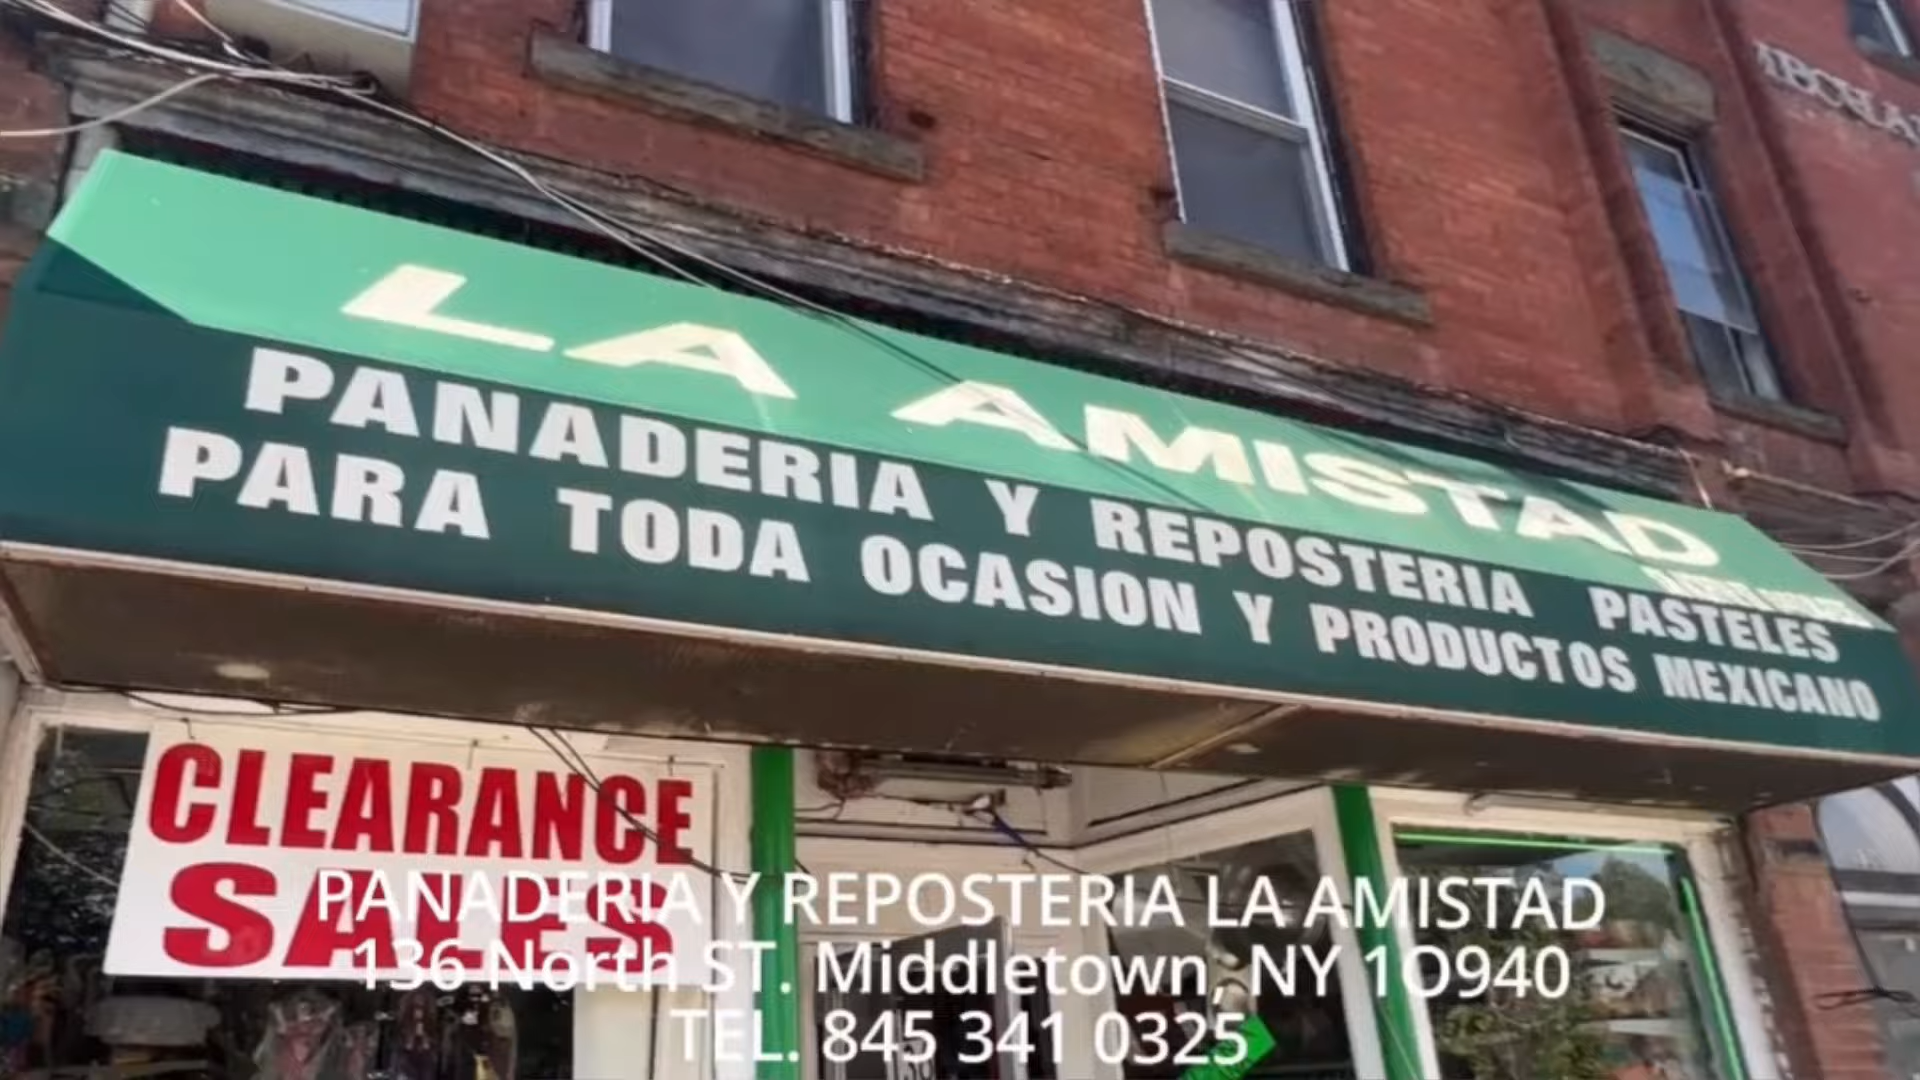 LA AMISTAD
PANADERIA Y REPOSTERIA PASTELES
PARA TODA OCASION Y PRODUCTOS MEXICANO
CLEARANCE
SALES
PANADERIA Y REPOSTERIA LA AMISTAD
136 North ST. Middletown, NY 1O940
TEL. 845 341 0325